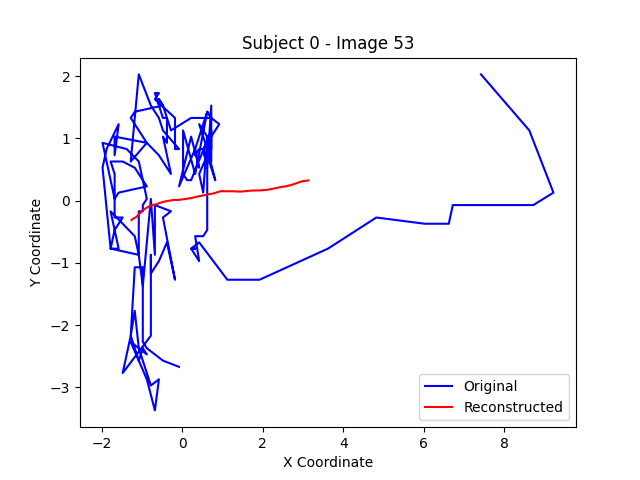 Subject 0 - Image 53
Y Coordinate
2
1
0
−1
−2
−3
−2
0
2
4
6
8
X Coordinate
Original
Reconstructed